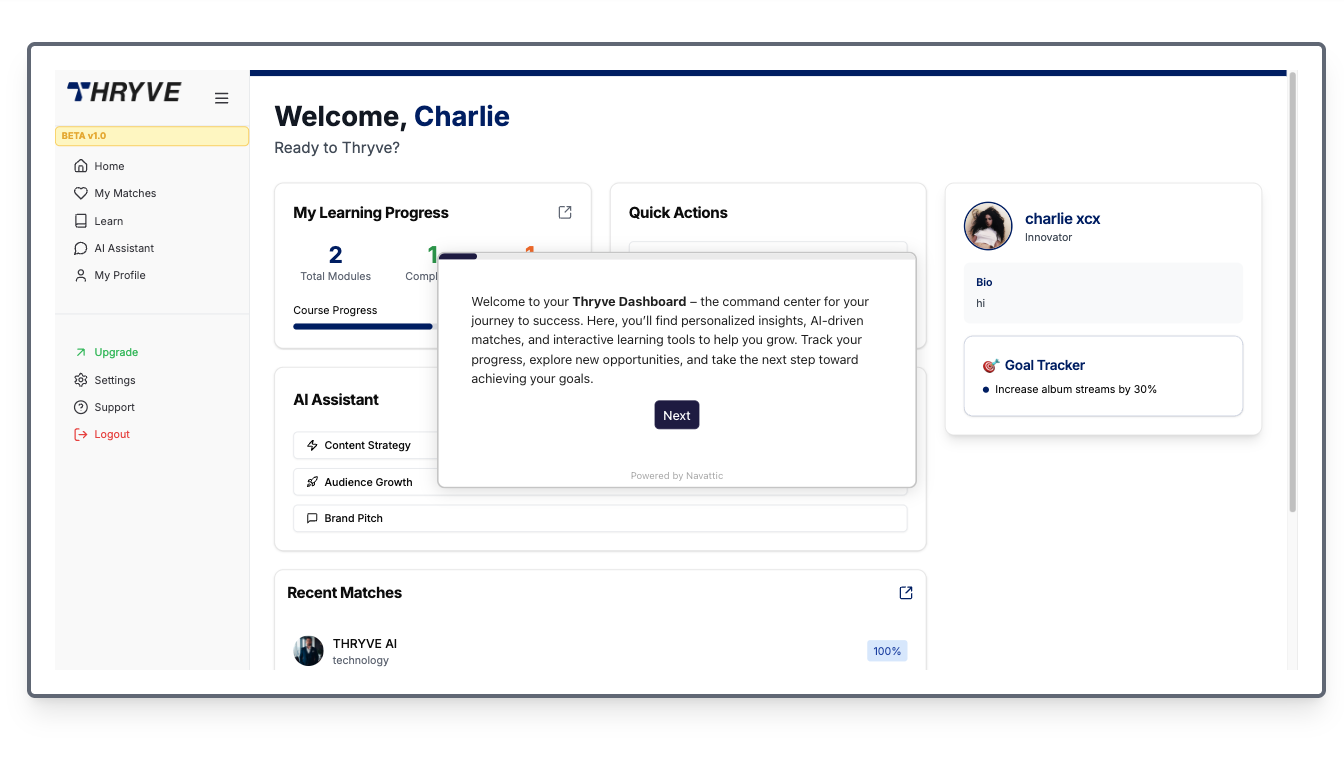 THRYVE
BETA v1.0
Home
My Matches
Learn
AI Assistant
My Profile
Upgrade
Settings
Support
Logout
Welcome, Charlie
Ready to Thryve?
My Learning Progress
2
Total Modules
1
Compl
1
Course Progress
Quick Actions
charlie xcx
Innovator
Bio
hi
Goal Tracker
Increase album streams by 30%
Welcome to your Thryve Dashboard – the command center for your
journey to success. Here, you’ll find personalized insights, AI-driven
matches, and interactive learning tools to help you grow. Track your
progress, explore new opportunities, and take the next step toward
achieving your goals.
Next
Powered by Navattic
AI Assistant
Content Strategy
Audience Growth
Brand Pitch
Recent Matches
THRYVE AI
technology
100%